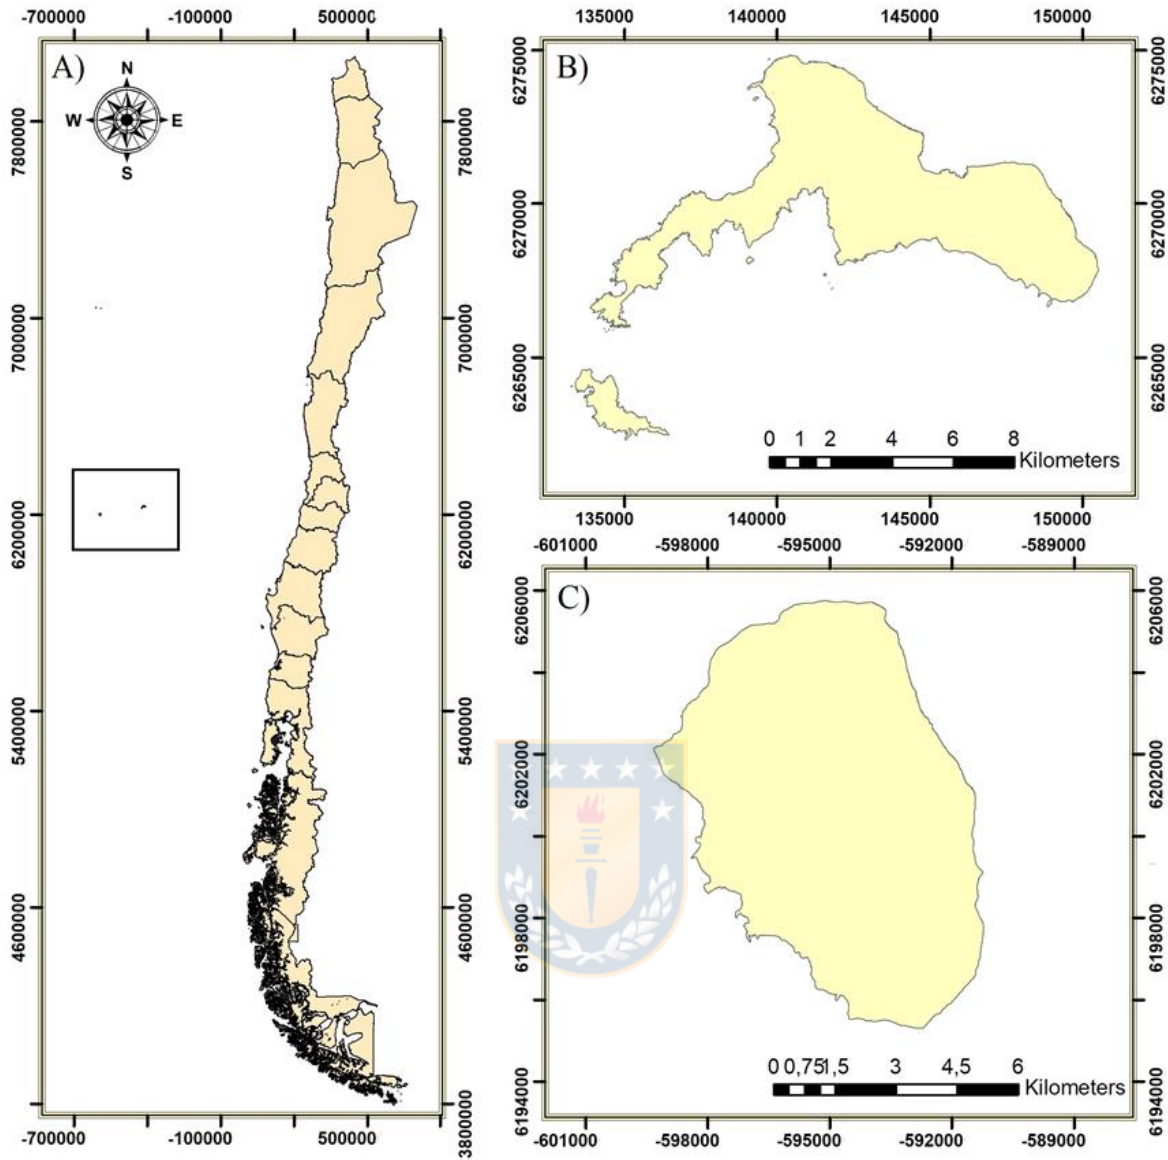 -700000 -100000 500000
A)
N
W E
S
7800000 7800000
7000000 7000000
6200000 6200000
5400000 5400000
4600000 4600000
3800000
-700000 -100000 500000
135000 140000 145000 150000
B)
6275000 6275000
6270000 6270000
6265000 6265000
0 1 2 4 6 8
Kilometers
135000 140000 145000 150000
-601000 -598000 -595000 -592000 -589000
C)
6206000 6206000
6202000 6202000
6198000 6198000
6194000
0 0,75 1,5 3 4,5 6
Kilometers
-601000 -598000 -595000 -592000 -589000